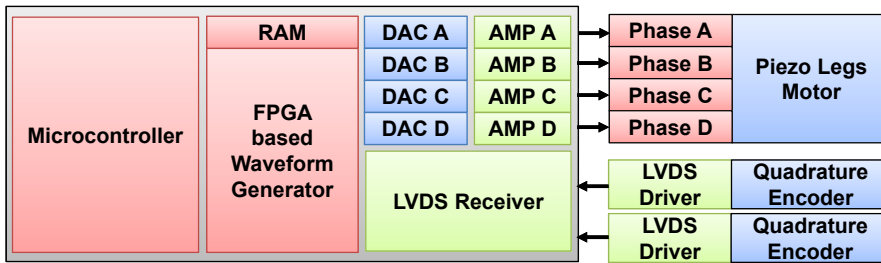 Microcontroller
RAM
FPGA
based
Waveform
Generator
DAC A
DAC B
DAC C
DAC D
AMP A
AMP B
AMP C
AMP D
LVDS Receiver
Phase A
Phase B
Phase C
Phase D
Piezo Legs
Motor
LVDS
Driver
Quadrature
Encoder
LVDS
Driver
Quadrature
Encoder